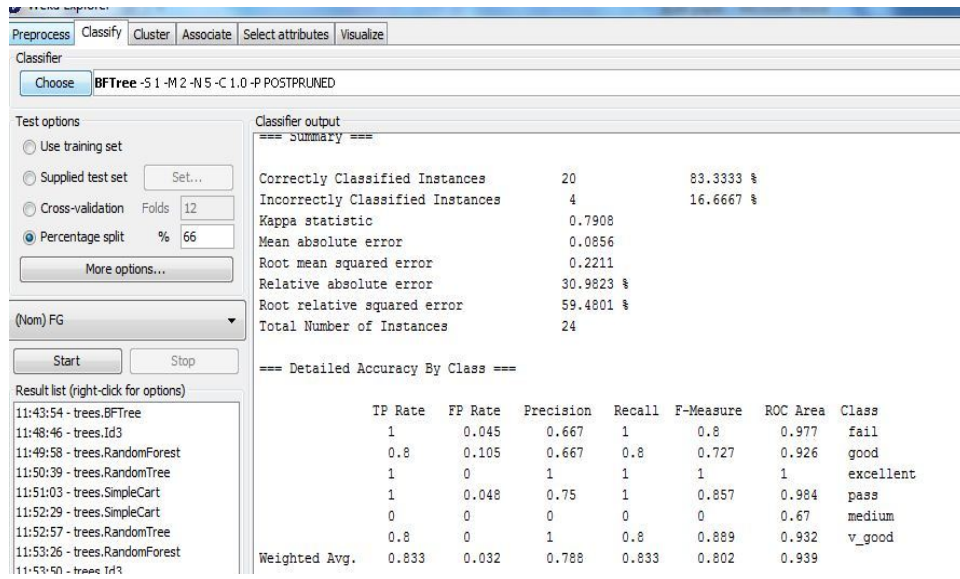 Weka Explorer
Preprocess Classify Cluster Associate Select attributes Visualize
Classifier
Choose BFTree -S 1 -M 2 -N 5 -C 1.0 -P POSTPRUNED
Test options
Use training set
Supplied test set Set...
Cross-validation Folds 12
Percentage split % 66
More options...
(Nom) FG
Start Stop
Result list (right-click for options)
11:43:54 - trees.BFTree
11:48:46 - trees.Id3
11:49:58 - trees.RandomForest
11:50:39 - trees.RandomTree
11:51:03 - trees.SimpleCart
11:52:29 - trees.SimpleCart
11:52:57 - trees.RandomTree
11:53:26 - trees.RandomForest
11:53:50 - trees.Id3
Classifier output
=== Summary ===
Correctly Classified Instances 20 83.3333 %
Incorrectly Classified Instances 4 16.6667 %
Kappa statistic 0.7908
Mean absolute error 0.0856
Root mean squared error 0.2211
Relative absolute error 30.9823 %
Root relative squared error 59.4801 %
Total Number of Instances 24
=== Detailed Accuracy By Class ===
TP Rate FP Rate Precision Recall F-Measure ROC Area Class
1 0.045 0.667 1 0.8 0.977 fail
0.8 0.105 0.667 0.8 0.727 0.926 good
1 0 1 1 1 1 excellent
1 0.048 0.75 1 0.857 0.984 pass
0 0 0 0 0 0.67 medium
0.8 0 1 0.8 0.889 0.932 v_good
Weighted Avg. 0.833 0.032 0.788 0.833 0.802 0.939